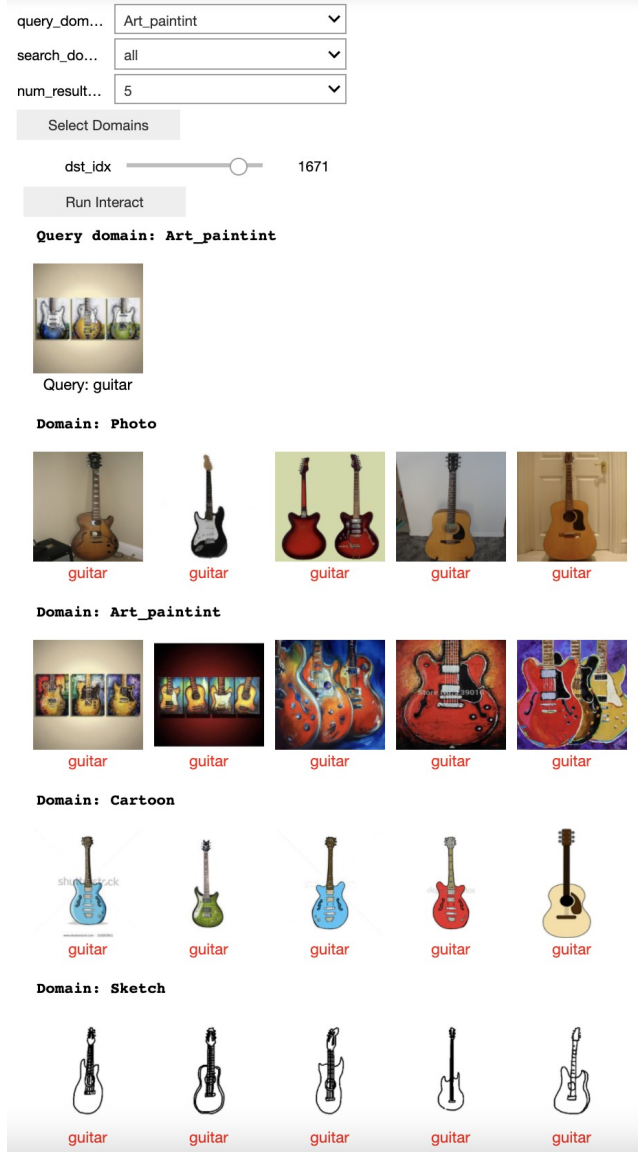 query_dom... Art_paintint
search_do... all
num_result... 5
Select Domains
dst_idx 1671
Run Interact
Query domain: Art_paintint
Query: guitar
Domain: Photo
guitar guitar guitar guitar guitar
Domain: Art_paintint
guitar guitar guitar guitar guitar
Domain: Cartoon
guitar guitar guitar guitar guitar
Domain: Sketch
guitar guitar guitar guitar guitar